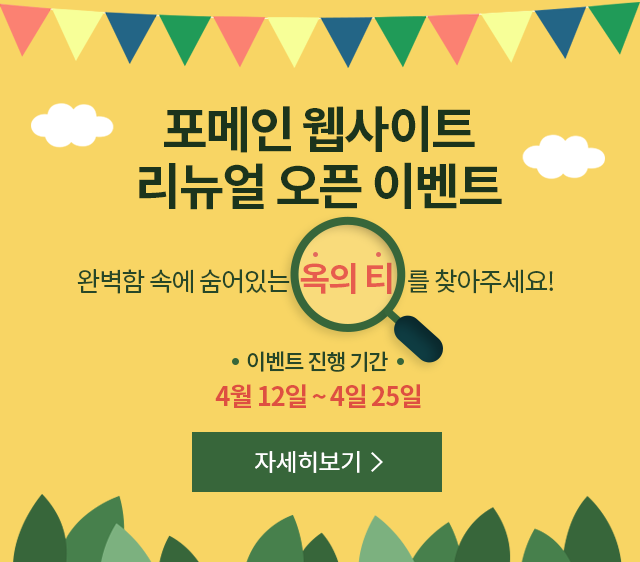 포메인 웹사이트
리뉴얼 오픈 이벤트
완벽함 속에 숨어있는 옥의 티를 찾아주세요!
• 이벤트 진행 기간 •
4월 12일 ~ 4일 25일
자세히보기 >